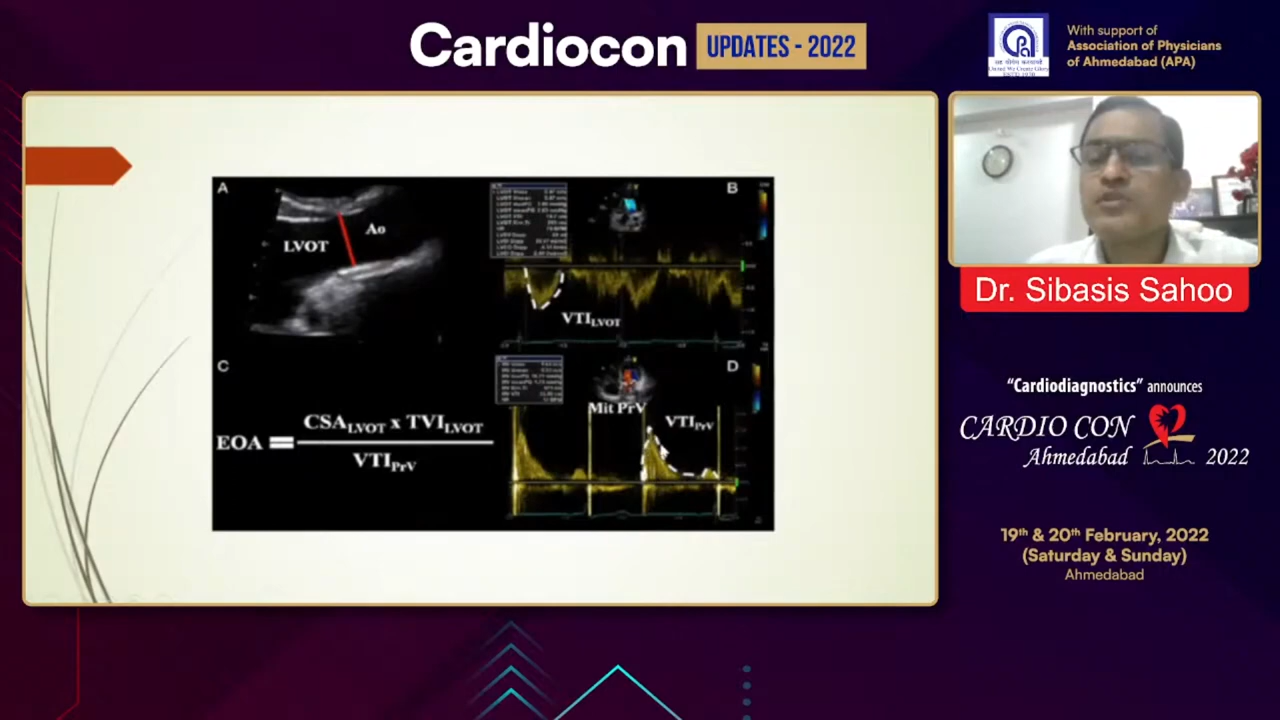 Cardiocon
UPDATES - 2022
With support of
Association of Physicians
of Ahmedabad (APA)
A
LVOT
Ao
B
VTILVOT
C
EOA = CSALVOT x TVILVOT
VTIPrV
D
Mit PrV
VTIPrV
Dr. Sibasis Sahoo
“Cardiodiagnostics” announces
CARDIO CON
Ahmedabad 2022
19th & 20th February, 2022
(Saturday & Sunday)
Ahmedabad